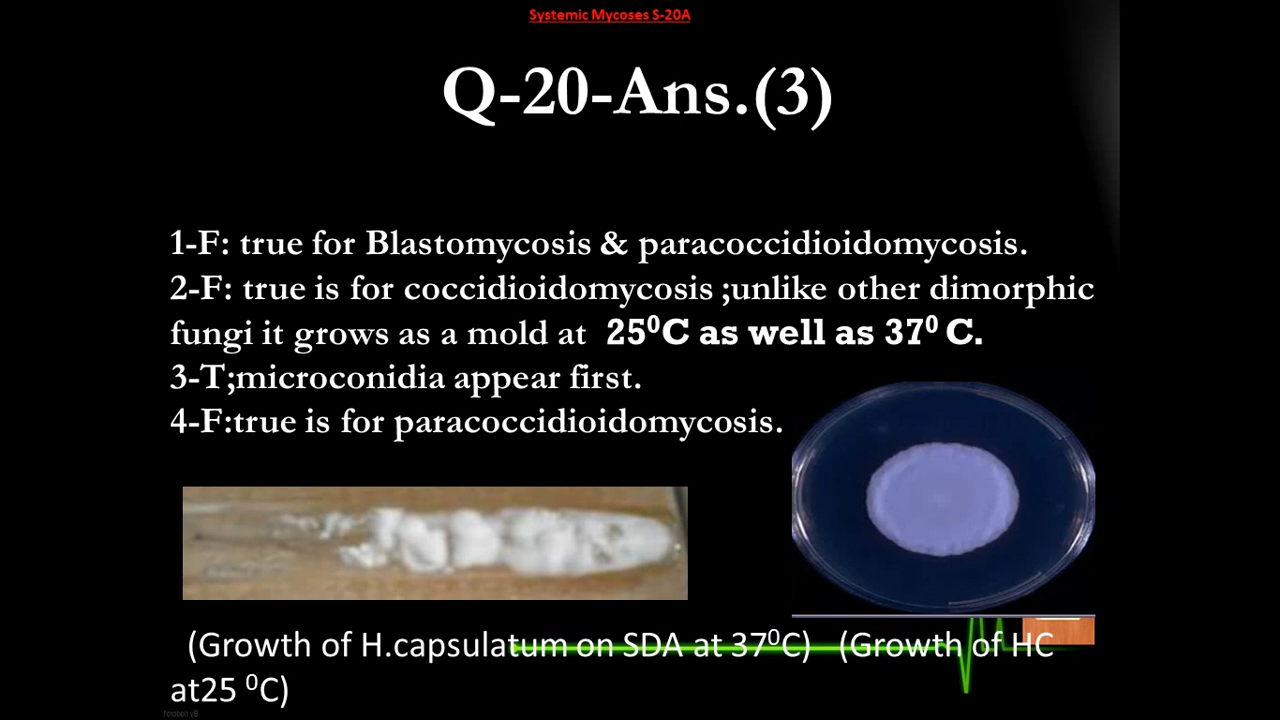 Systemic Mycoses S-20A
Q-20-Ans.(3)
1-F: true for Blastomycosis & paracoccidioidomycosis.
2-F: true is for coccidioidomycosis ;unlike other dimorphic
fungi it grows as a mold at 25⁰C as well as 37⁰ C.
3-T;microconidia appear first.
4-F:true is for paracoccidioidomycosis.
(Growth of H.capsulatum on SDA at 37⁰C) (Growth of HC
at25 ⁰C)